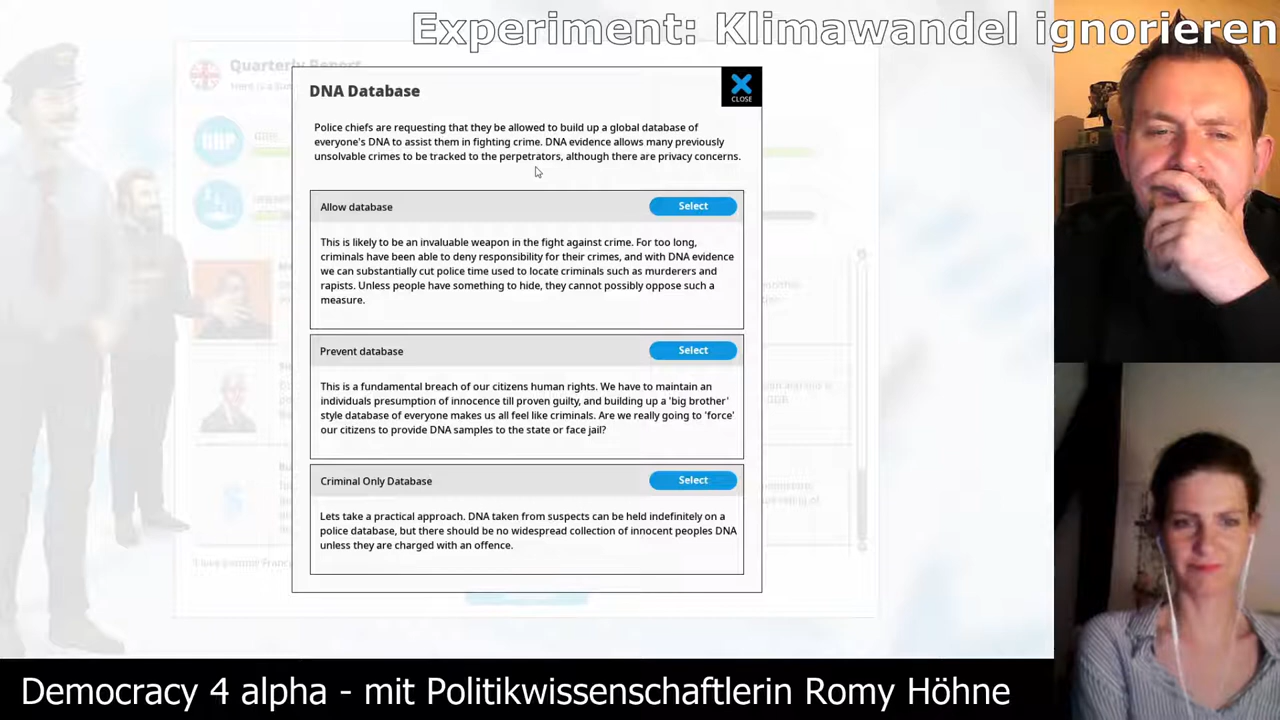 Experiment: Klimawandel ignorieren
Quarterly Report
DNA Database
CLOSE
Police chiefs are requesting that they be allowed to build up a global database of
everyone's DNA to assist them in fighting crime. DNA evidence allows many previously
unsolvable crimes to be tracked to the perpetrators, although there are privacy concerns.
Allow database
Select
This is likely to be an invaluable weapon in the fight against crime. For too long,
criminals have been able to deny responsibility for their crimes, and with DNA evidence
we can substantially cut police time used to locate criminals such as murderers and
rapists. Unless people have something to hide, they cannot possibly oppose such a
measure.
Prevent database
Select
This is a fundamental breach of our citizens human rights. We have to maintain an
individuals presumption of innocence till proven guilty, and building up a 'big brother'
style database of everyone makes us all feel like criminals. Are we really going to 'force'
our citizens to provide DNA samples to the state or face jail?
Criminal Only Database
Select
Lets take a practical approach. DNA taken from suspects can be held indefinitely on a
police database, but there should be no widespread collection of innocent peoples DNA
unless they are charged with an offence.
Democracy 4 alpha - mit Politikwissenschaftlerin Romy Höhne